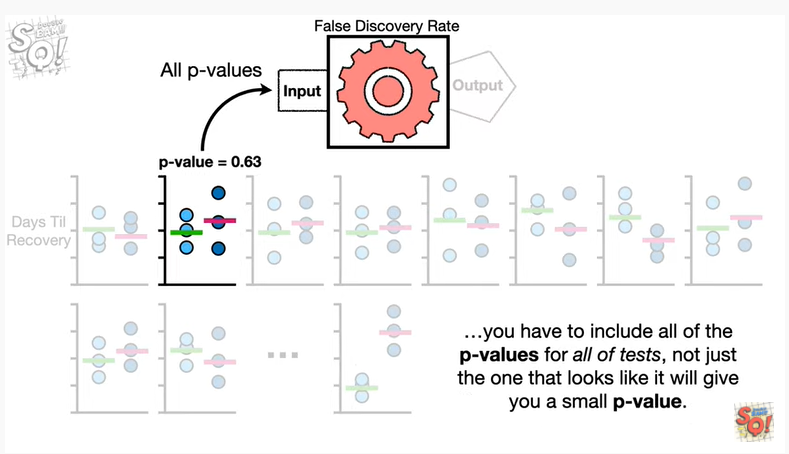 False Discovery Rate
All p-values
Input
Output
p-value = 0.63
Days Til
Recovery
...
…you have to include all of the
p-values for all of tests, not just
the one that looks like it will give
you a small p-value.
SQ!
SQ!